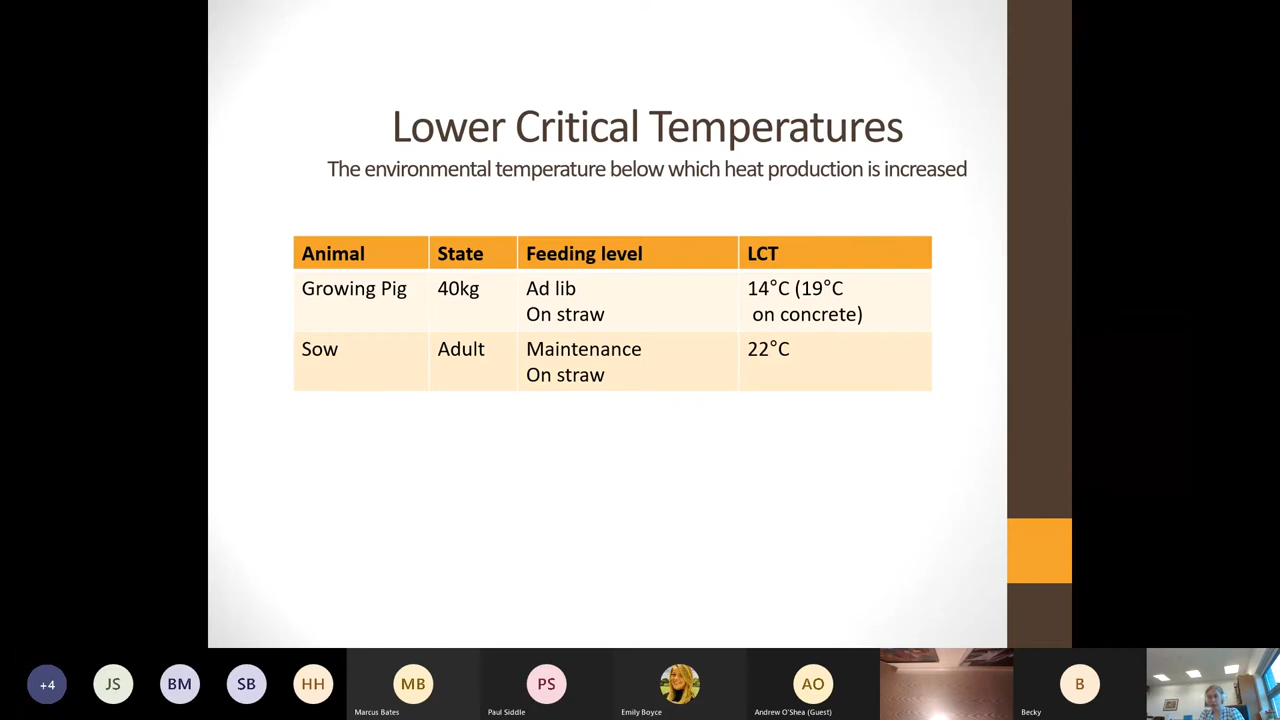 Lower Critical Temperatures
The environmental temperature below which heat production is increased
Animal State Feeding level LCT
Growing Pig 40kg Ad lib 14°C (19°C
On straw on concrete)
Sow Adult Maintenance 22°C
On straw
+4 JS BM SB HH MB PS AO B
Marcus Bates Paul Siddle Emily Boyce Andrew O'Shea (Guest) Becky